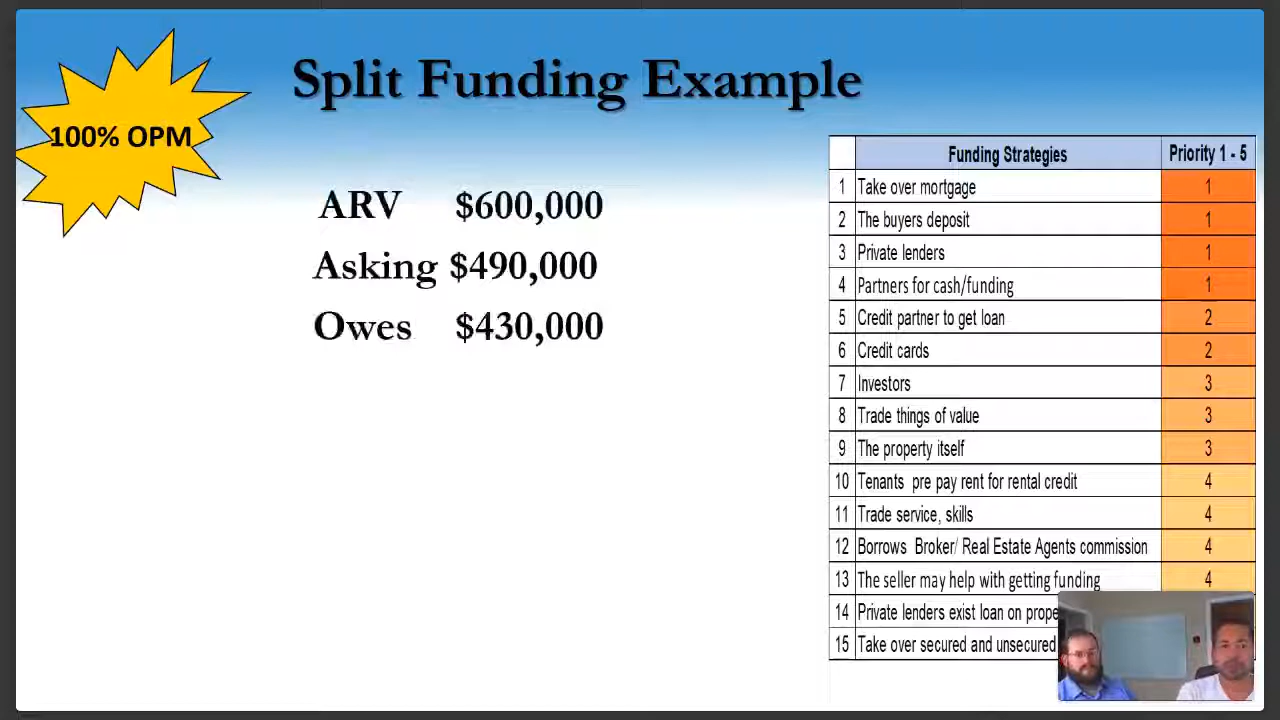 Split Funding Example
100% OPM
ARV $600,000
Asking $490,000
Owes $430,000
Funding Strategies Priority 1 - 5
1 Take over mortgage 1
2 The buyers deposit 1
3 Private lenders 1
4 Partners for cash/funding 1
5 Credit partner to get loan 2
6 Credit cards 2
7 Investors 3
8 Trade things of value 3
9 The property itself 3
10 Tenants pre pay rent for rental credit 4
11 Trade service, skills 4
12 Borrows Broker/ Real Estate Agents commission 4
13 The seller may help with getting funding 4
14 Private lenders exist loan on
15 Take over secured and unsecured